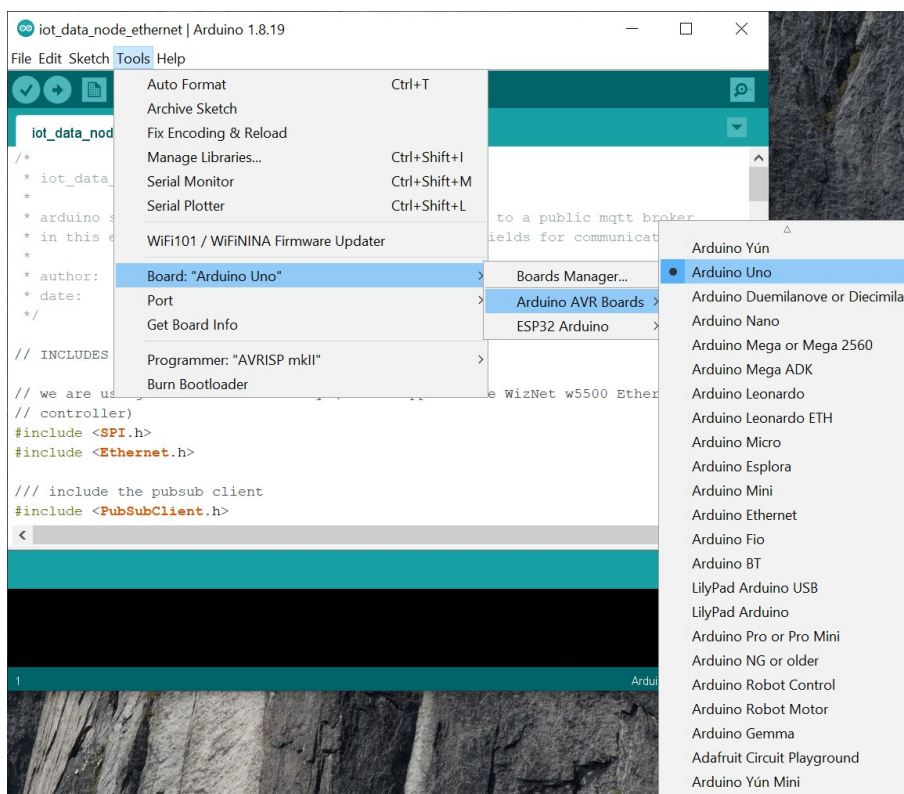 iot_data_node_ethernet | Arduino 1.8.19
File Edit Sketch Tools Help
iot_data_nod
Auto Format Ctrl+T
Archive Sketch
Fix Encoding & Reload
Manage Libraries... Ctrl+Shift+I
Serial Monitor Ctrl+Shift+M
Serial Plotter Ctrl+Shift+L
WiFi101 / WiFiNINA Firmware Updater
Board: "Arduino Uno"
Port
Get Board Info
Programmer: "AVRISP mkII"
Burn Bootloader
Boards Manager...
Arduino AVR Boards
ESP32 Arduino
Arduino Yún
Arduino Uno
Arduino Duemilanove or Diecimila
Arduino Nano
Arduino Mega or Mega 2560
Arduino Mega ADK
Arduino Leonardo
Arduino Leonardo ETH
Arduino Micro
Arduino Esplora
Arduino Mini
Arduino Ethernet
Arduino Fio
Arduino BT
LilyPad Arduino USB
LilyPad Arduino
Arduino Pro or Pro Mini
Arduino NG or older
Arduino Robot Control
Arduino Robot Motor
Arduino Gemma
Adafruit Circuit Playground
Arduino Yún Mini
/*
* iot_data_
*
* arduino s to a public mqtt broker
* in this e ields for communicat
*
* author:
* date:
*/
// INCLUDES
// we are us e WizNet w5500 Ether
// controller)
#include <SPI.h>
#include <Ethernet.h>
/// include the pubsub client
#include <PubSubClient.h>
1 Ardui